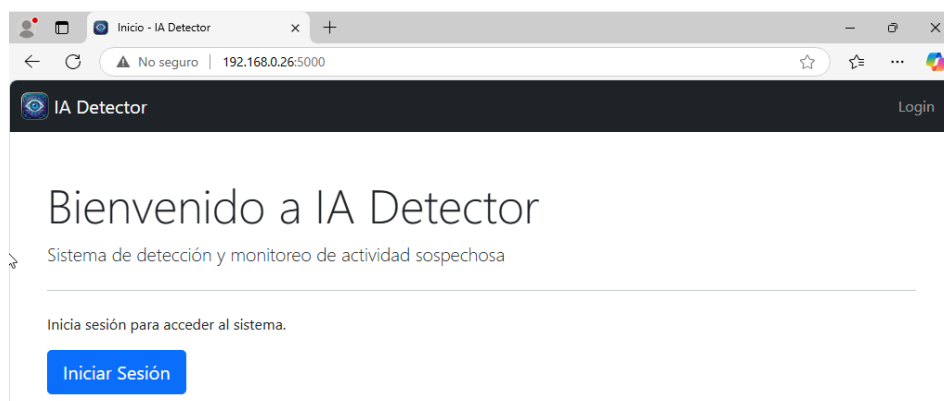 Inicio - IA Detector
No seguro 192.168.0.26:5000
IA Detector Login
Bienvenido a IA Detector
Sistema de detección y monitoreo de actividad sospechosa
Inicia sesión para acceder al sistema.
Iniciar Sesión